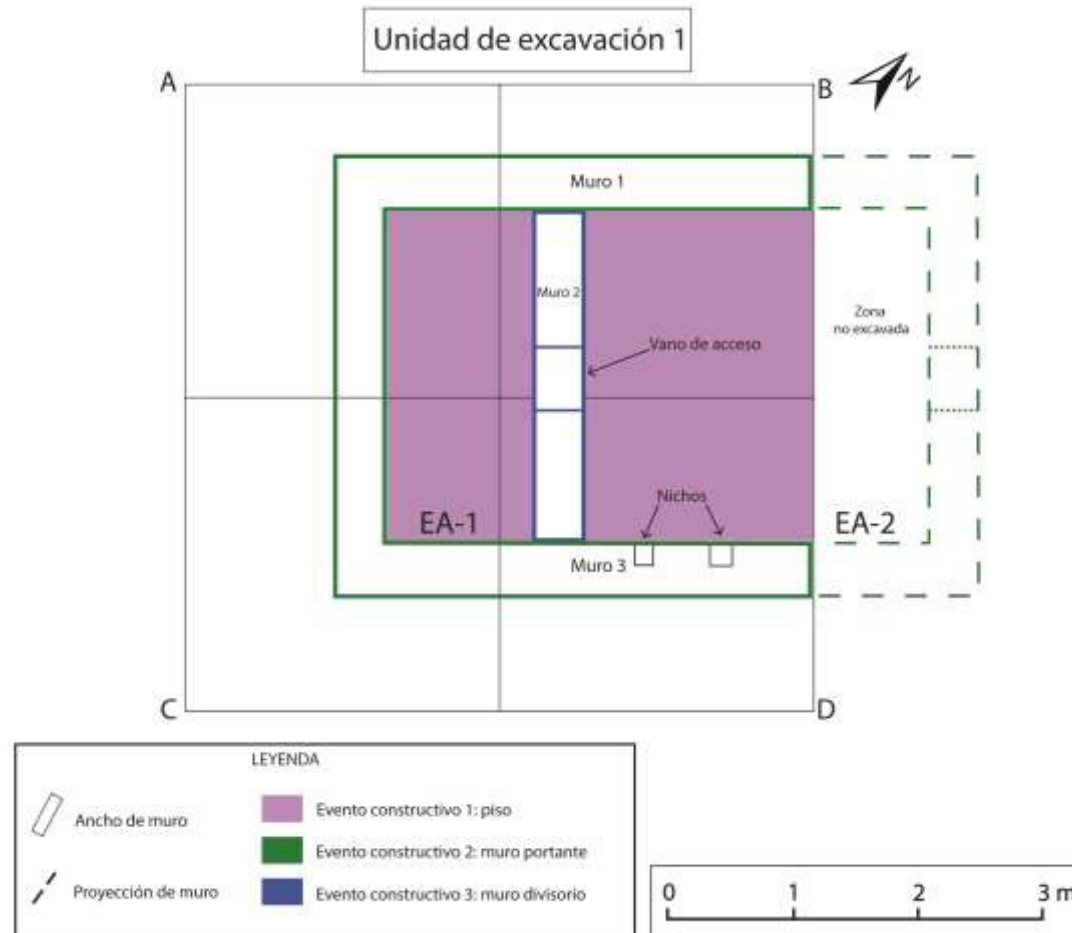 Unidad de excavación 1
A
B
N
Muro 1
Muro 2
Zona
no excavada
Vano de acceso
Nichos
EA-1
EA-2
Muro 3
C
D
LEYENDA
Ancho de muro
Proyección de muro
Evento constructivo 1: piso
Evento constructivo 2: muro portante
Evento constructivo 3: muro divisorio
0 1 2 3 m